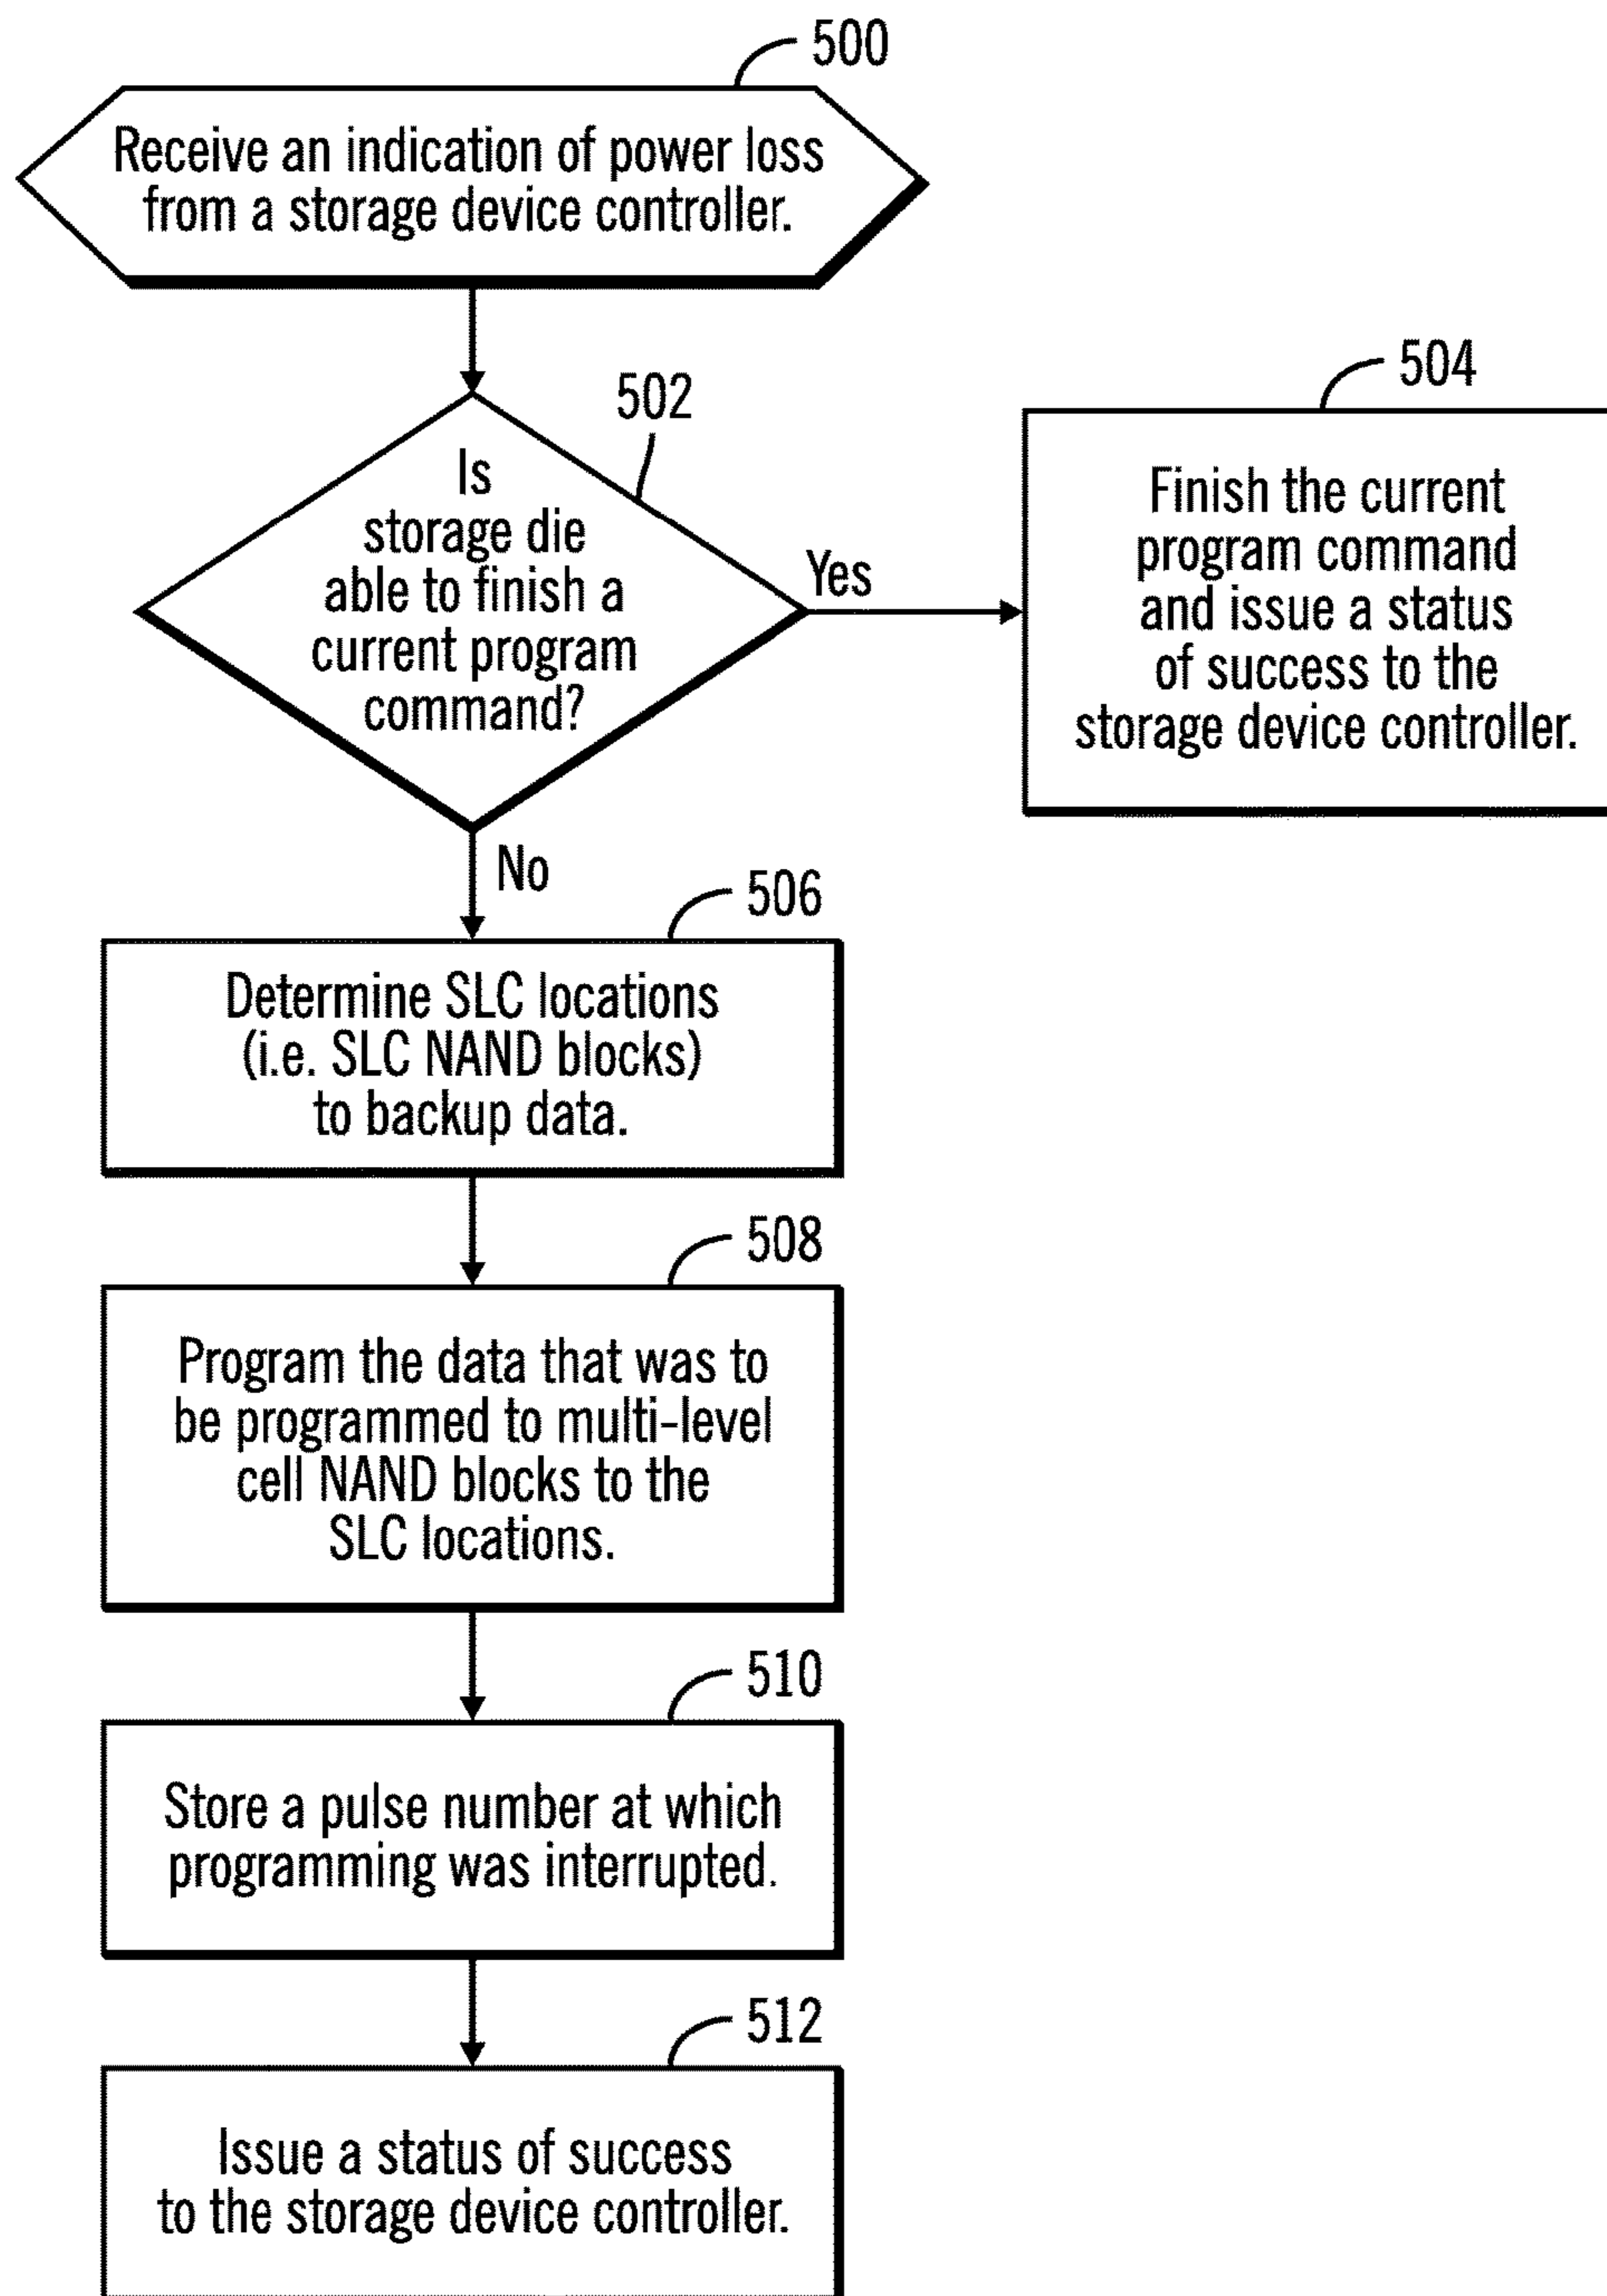 500
Receive an indication of power loss
from a storage device controller.
502
Is
storage die
able to finish a
current program
command?
Yes
504
Finish the current
program command
and issue a status
of success to the
storage device controller.
No
506
Determine SLC locations
(i.e. SLC NAND blocks)
to backup data.
508
Program the data that was to
be programmed to multi-level
cell NAND blocks to the
SLC locations.
510
Store a pulse number at which
programming was interrupted.
512
Issue a status of success
to the storage device controller.